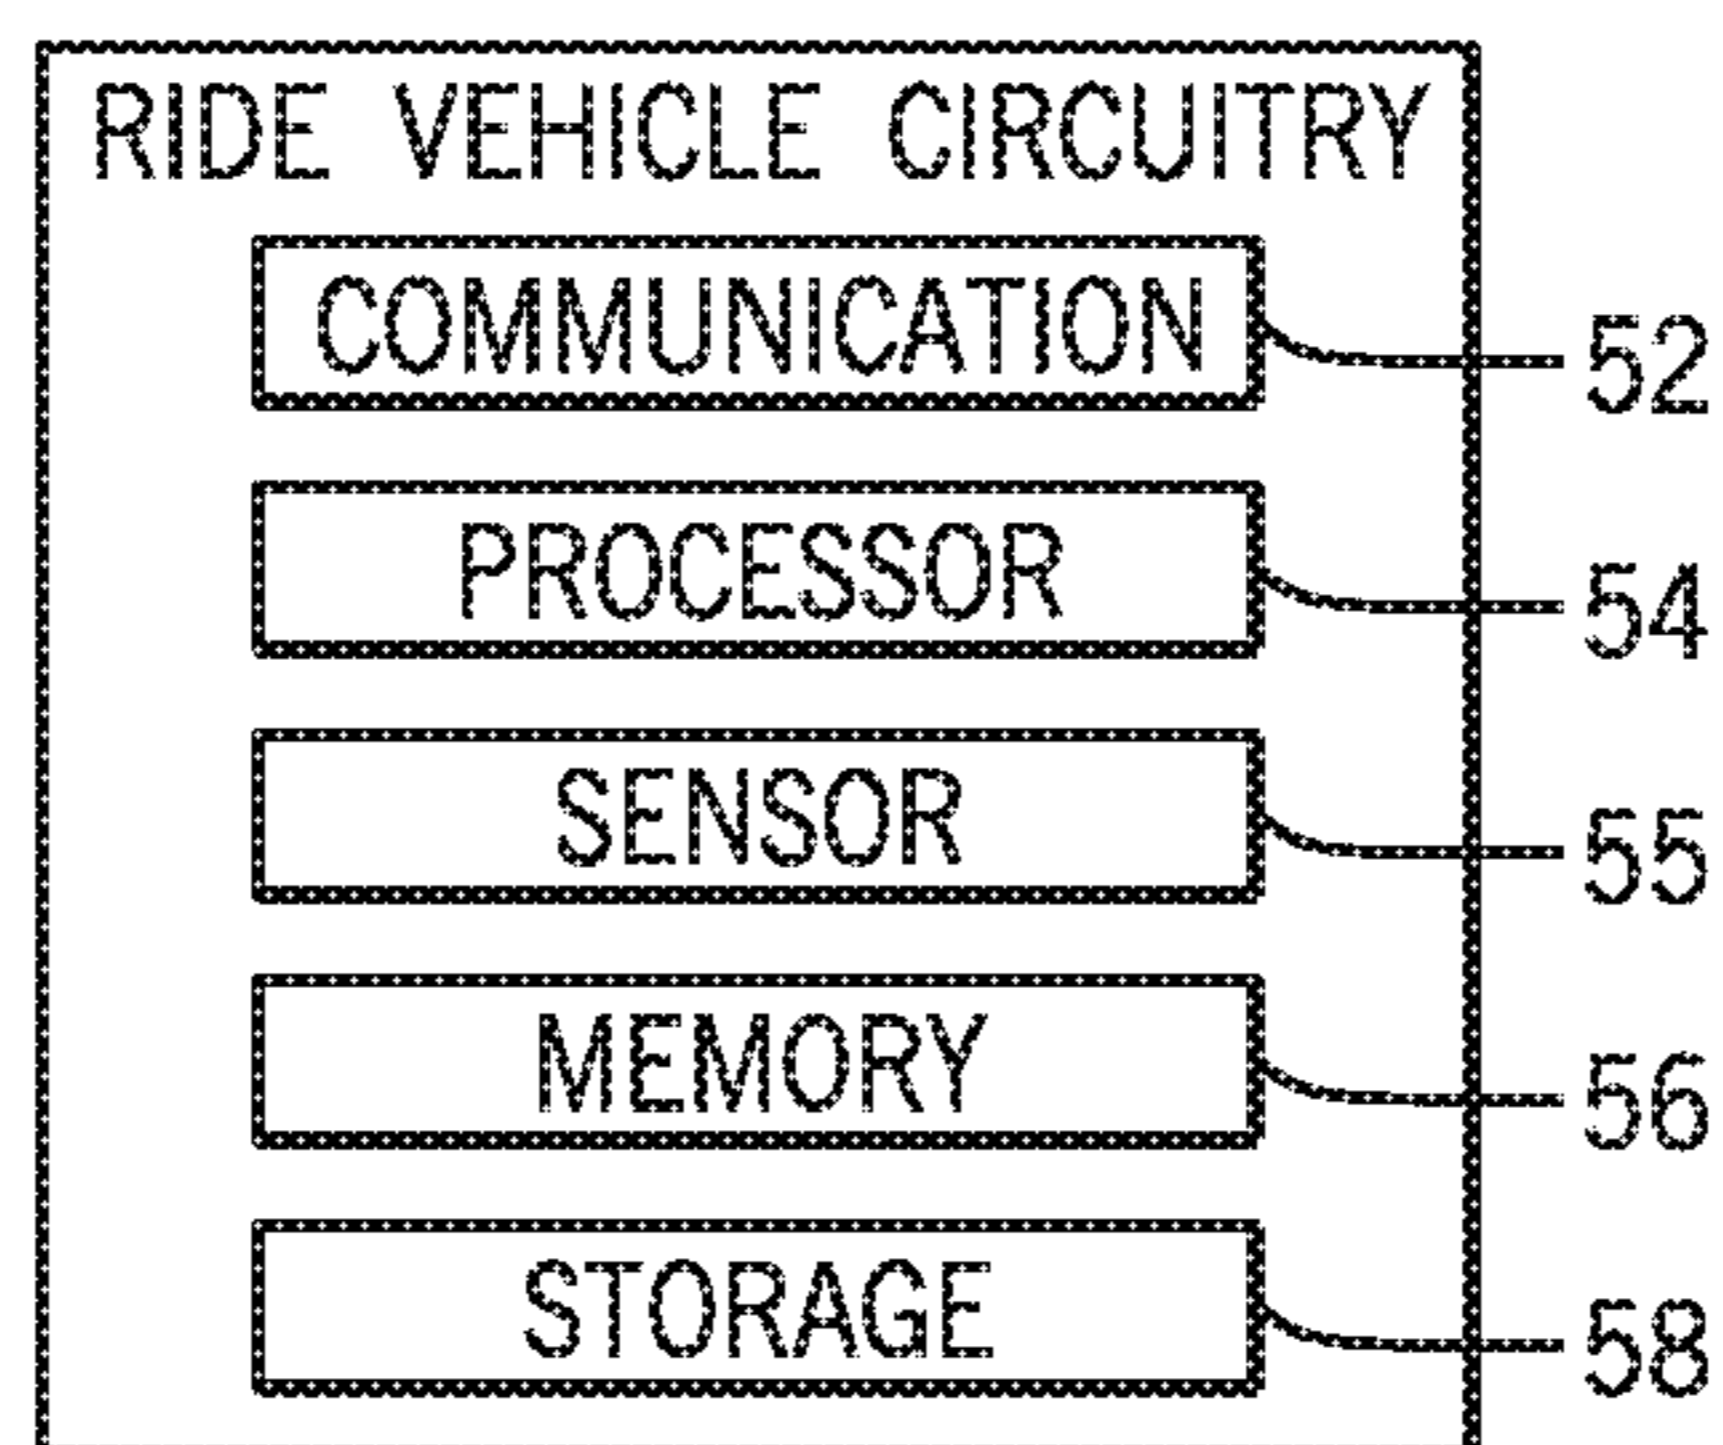 RIDE VEHICLE CIRCUITRY
COMMUNICATION
52
PROCESSOR
54
SENSOR
55
MEMORY
56
STORAGE
58